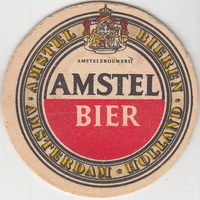 AMSTEL BIEREN
AMSTELBROUWERIJ
AMSTEL
BIER
AMSTERDAM · HOLLAND